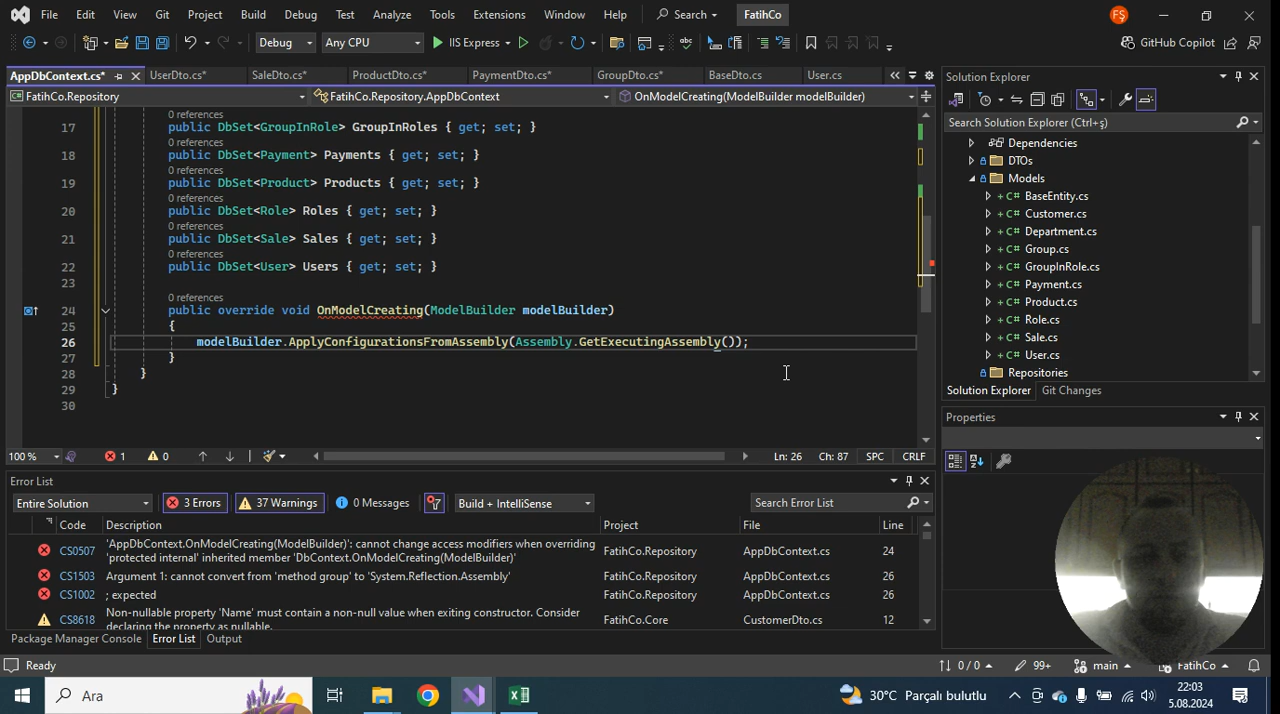 File Edit View Git Project Build Debug Test Analyze Tools Extensions Window Help Search FatihCo FŞ
Debug Any CPU IIS Express GitHub Copilot
AppDbContext.cs* UserDto.cs* SaleDto.cs* ProductDto.cs* PaymentDto.cs* GroupDto.cs* BaseDto.cs User.cs
FatihCo.Repository FatihCo.Repository.AppDbContext OnModelCreating(ModelBuilder modelBuilder)
0 references
17 public DbSet<GroupInRole> GroupInRoles { get; set; }
0 references
18 public DbSet<Payment> Payments { get; set; }
0 references
19 public DbSet<Product> Products { get; set; }
0 references
20 public DbSet<Role> Roles { get; set; }
0 references
21 public DbSet<Sale> Sales { get; set; }
0 references
22 public DbSet<User> Users { get; set; }
23
0 references
24 public override void OnModelCreating(ModelBuilder modelBuilder)
25 {
26 modelBuilder.ApplyConfigurationsFromAssembly(Assembly.GetExecutingAssembly());
27 }
28 }
29 }
30
100 % 1 0 Ln: 26 Ch: 87 SPC CRLF
Error List
Entire Solution 3 Errors 37 Warnings 0 Messages Build + IntelliSense Search Error List
Code Description Project File Line
CS0507 'AppDbContext.OnModelCreating(ModelBuilder)': cannot change access modifiers when overriding 'protected internal' inherited member 'DbContext.OnModelCreating(ModelBuilder)' FatihCo.Repository AppDbContext.cs 24
CS1503 Argument 1: cannot convert from 'method group' to 'System.Reflection.Assembly' FatihCo.Repository AppDbContext.cs 26
CS1002 ; expected FatihCo.Repository AppDbContext.cs 26
CS8618 Non-nullable property 'Name' must contain a non-null value when exiting constructor. Consider declaring the property as nullable. FatihCo.Core CustomerDto.cs 12
Package Manager Console Error List Output
Solution Explorer
Search Solution Explorer (Ctrl+ş)
Dependencies
DTOs
Models
BaseEntity.cs
Customer.cs
Department.cs
Group.cs
GroupInRole.cs
Payment.cs
Product.cs
Role.cs
Sale.cs
User.cs
Repositories
Solution Explorer Git Changes
Properties
Ready 0 / 0 99+ main FatihCo
Ara 30°C Parçalı bulutlu 22:03
5.08.2024